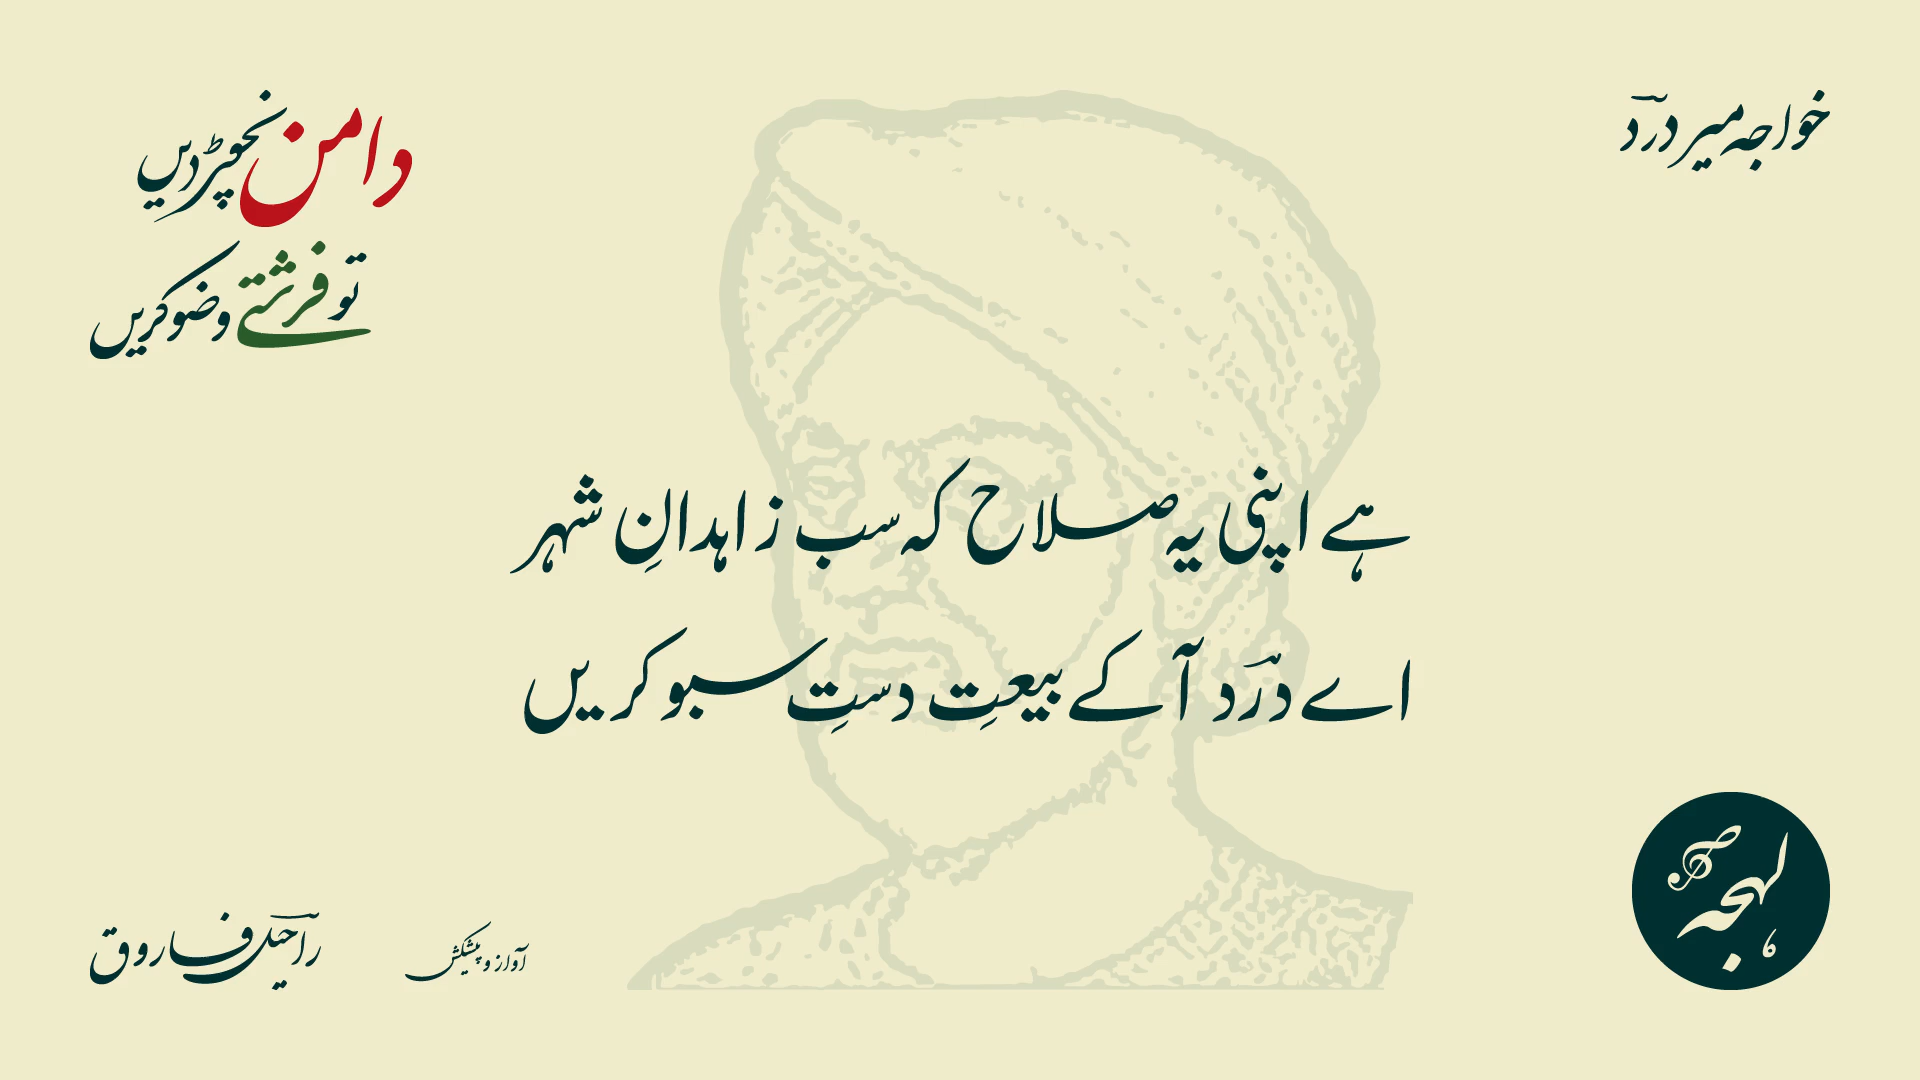 خواجہ میر دردؔ
دامن نچوڑ دیں
تو فرشتے وضو کریں
ہے اپنی یہ صلاح کہ سب زاہدانِ شہر
اے دردؔ آ کے بیعتِ دستِ سبو کریں
لہجہ
آواز و پیشکش
راحیلؔ فاروق